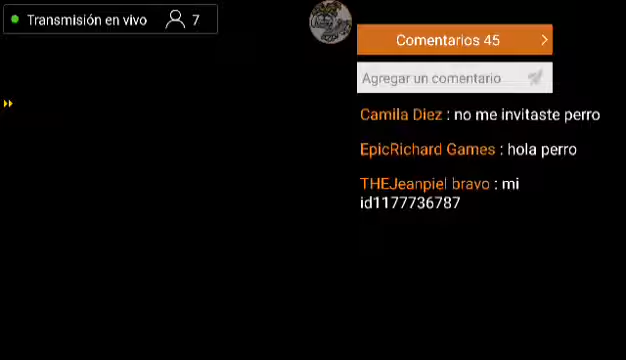 Transmisión en vivo 7
Comentarios 45
Agregar un comentario
Camila Diez : no me invitaste perro
EpicRichard Games : hola perro
THEJeanpiel bravo : mi
id1177736787